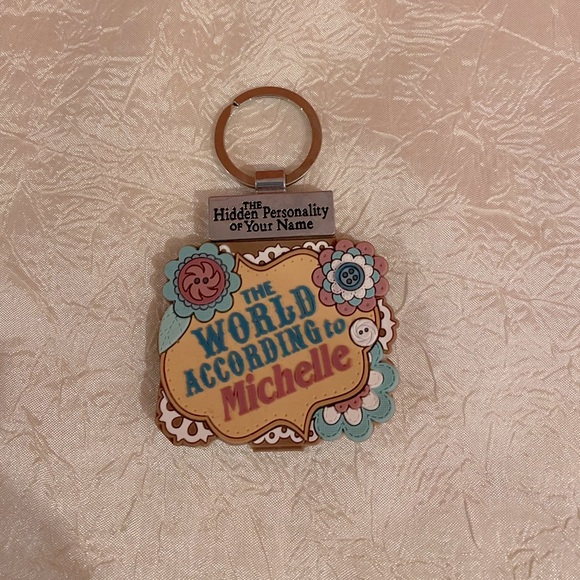 THE
Hidden Personality
OF Your Name
THE
WORLD
ACCORDING to
Michelle